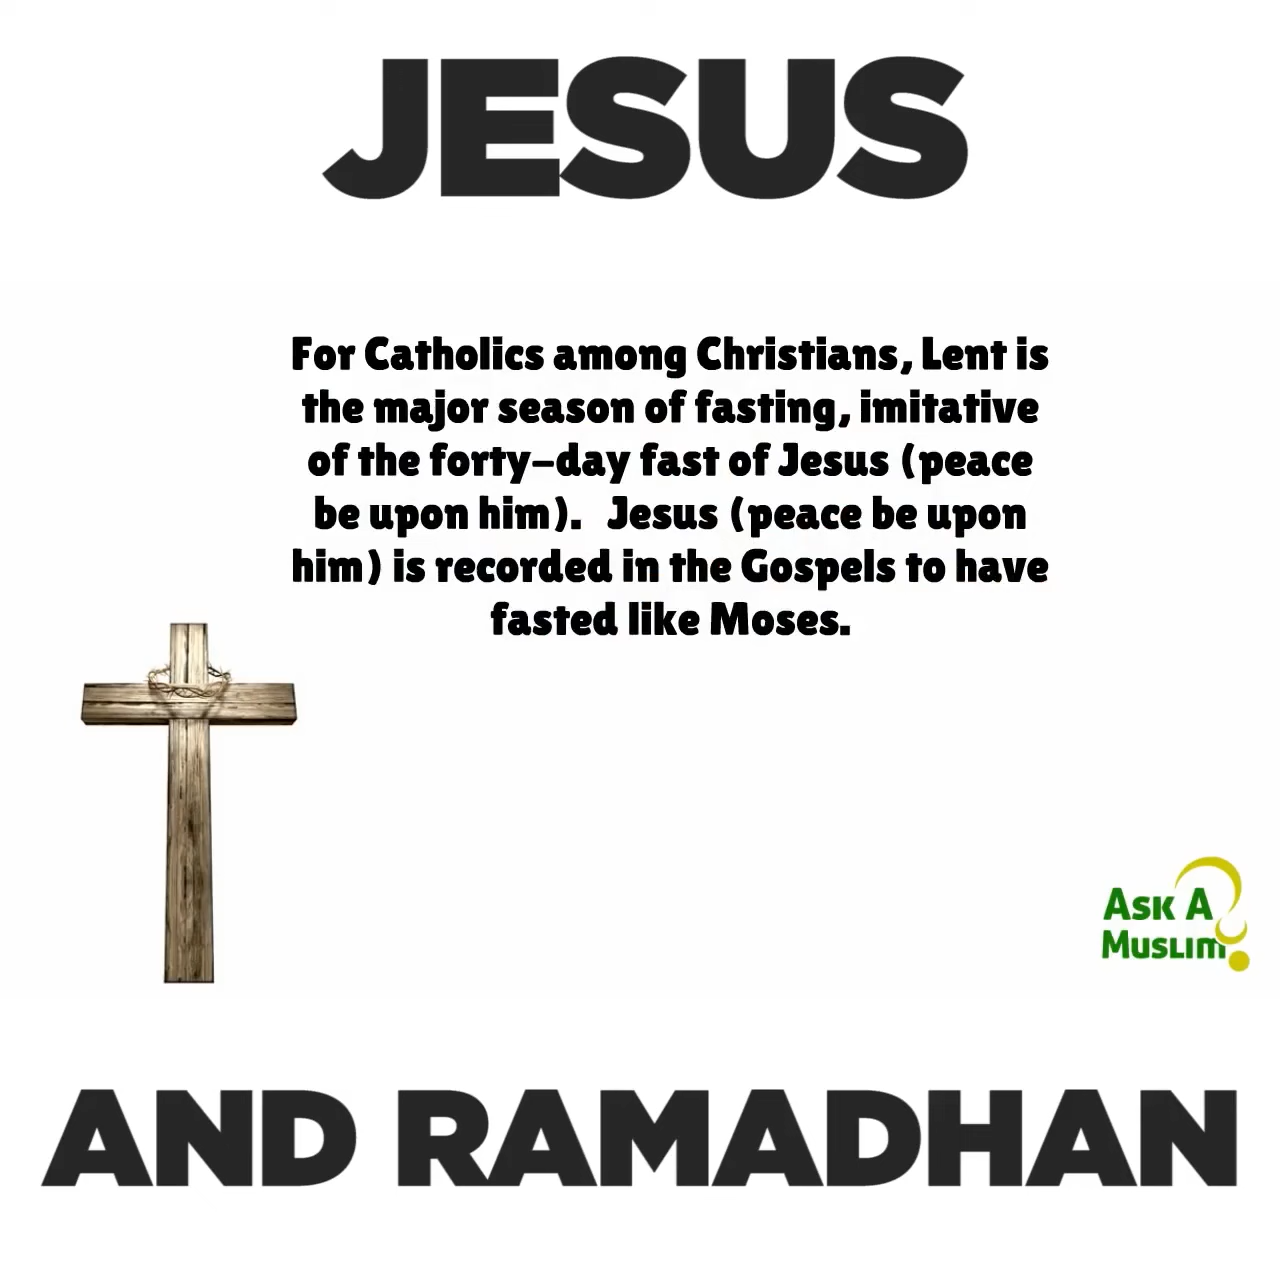 JESUS
For Catholics among Christians, Lent is
the major season of fasting, imitative
of the forty-day fast of Jesus (peace
be upon him). Jesus (peace be upon
him) is recorded in the Gospels to have
fasted like Moses.
ASK A
MUSLIM?
AND RAMADHAN